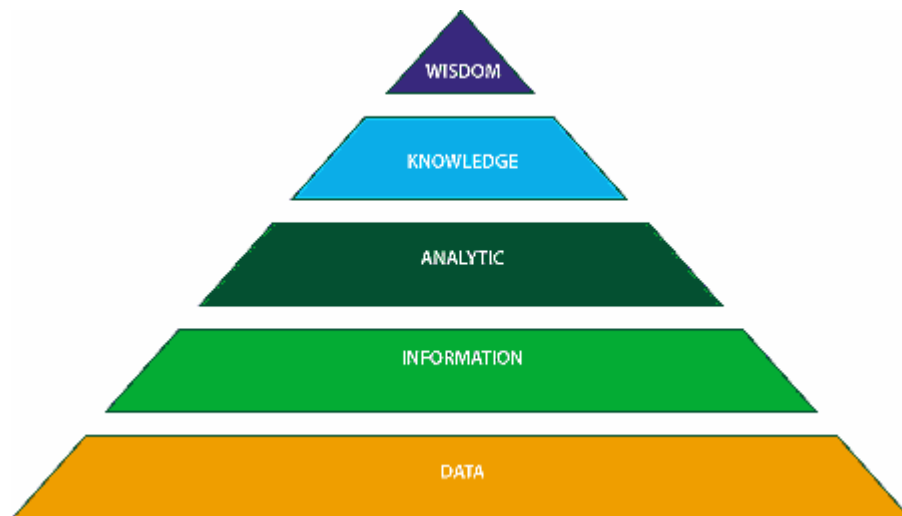 WISDOM
KNOWLEDGE
ANALYTIC
INFORMATION
DATA